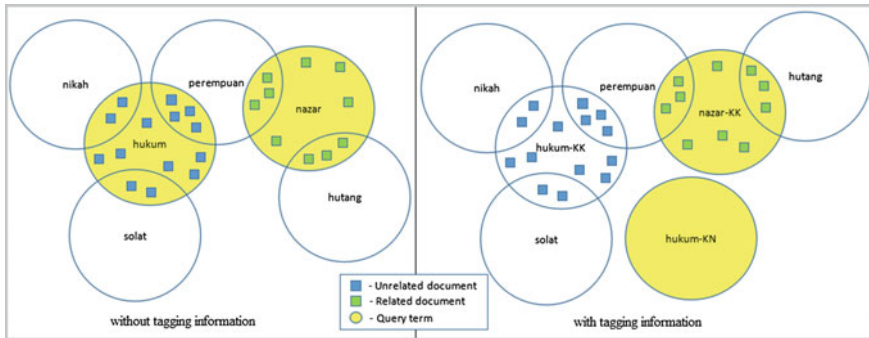 nikah
perempuan
hukum
nazar
hutang
solat
without tagging information
nikah
perempuan
hutang
nazar-KK
hukum-KK
solat
hukum-KN
with tagging information
- Unrelated document
- Related document
- Query term